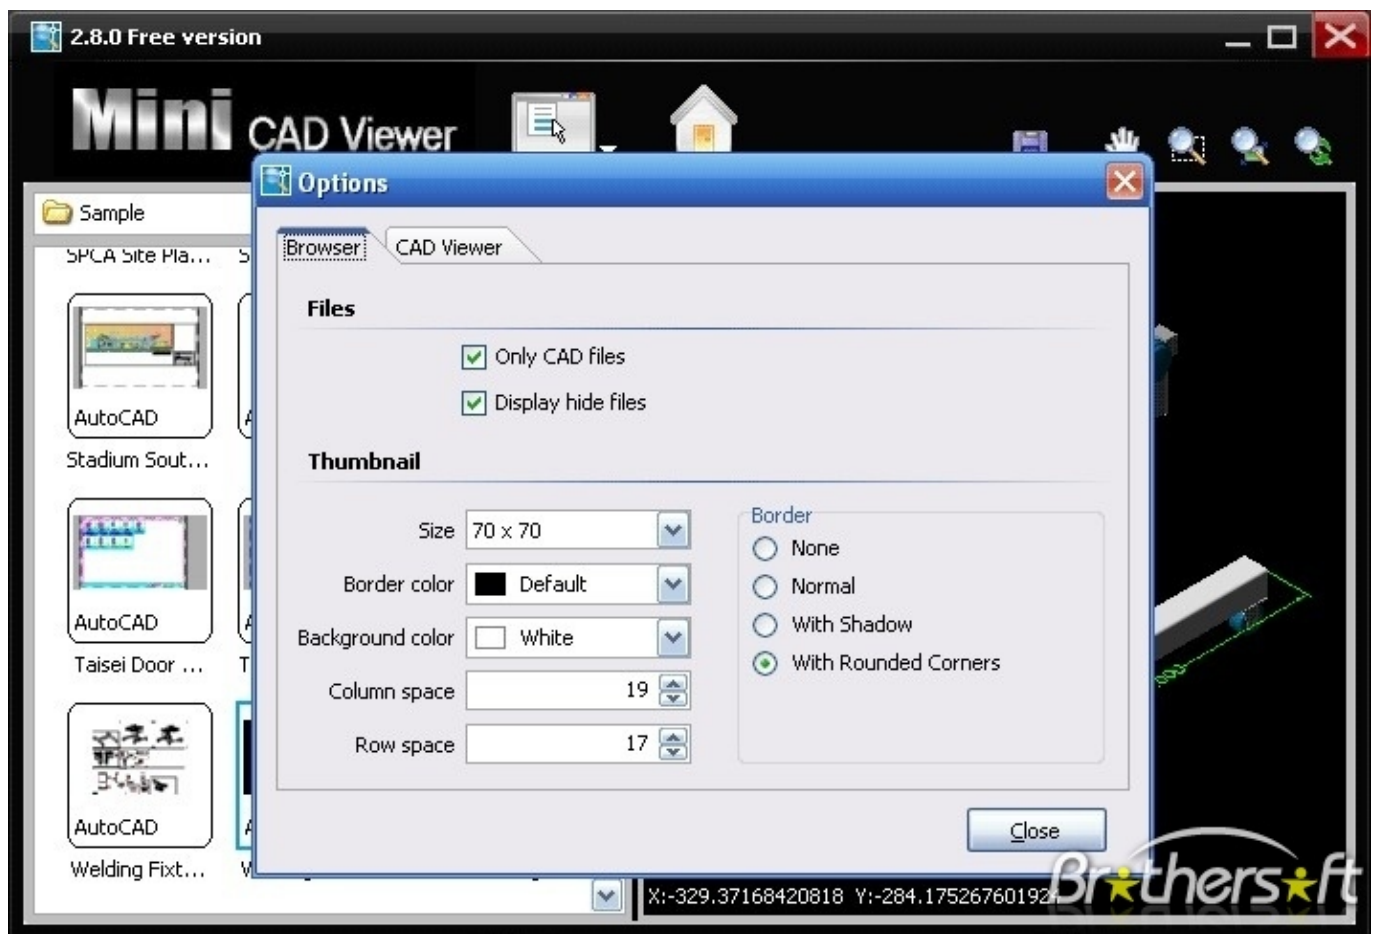 2.8.0 Free version
Mini CAD Viewer
Options
Sample
Browser
CAD Viewer
SPCA Site Pla...
S
Files
Only CAD files
Display hide files
AutoCAD
A
Stadium Sout...
Thumbnail
Size 70 x 70
Border color Default
Background color White
Column space 19
Row space 17
Border
None
Normal
With Shadow
With Rounded Corners
AutoCAD
A
Taisei Door ...
T
AutoCAD
A
Welding Fixt...
W
Close
X:-329.37168420818 Y:-284.17526760192
Brothersoft